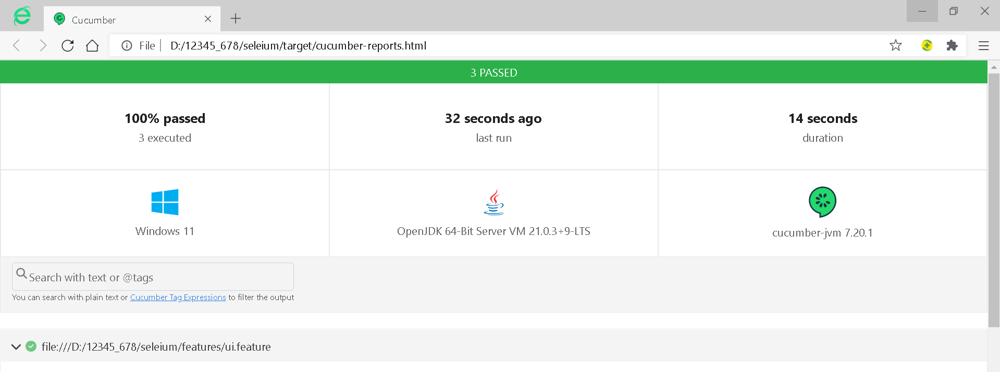 Cucumber
File
D:/12345_678/seleium/target/cucumber-reports.html
3 PASSED
100% passed
3 executed
32 seconds ago
last run
14 seconds
duration
Windows 11
OpenJDK 64-Bit Server VM 21.0.3+9-LTS
cucumber-jvm 7.20.1
Search with text or @tags
You can search with plain text or Cucumber Tag Expressions to filter the output
file:///D:/12345_678/seleium/features/ui.feature